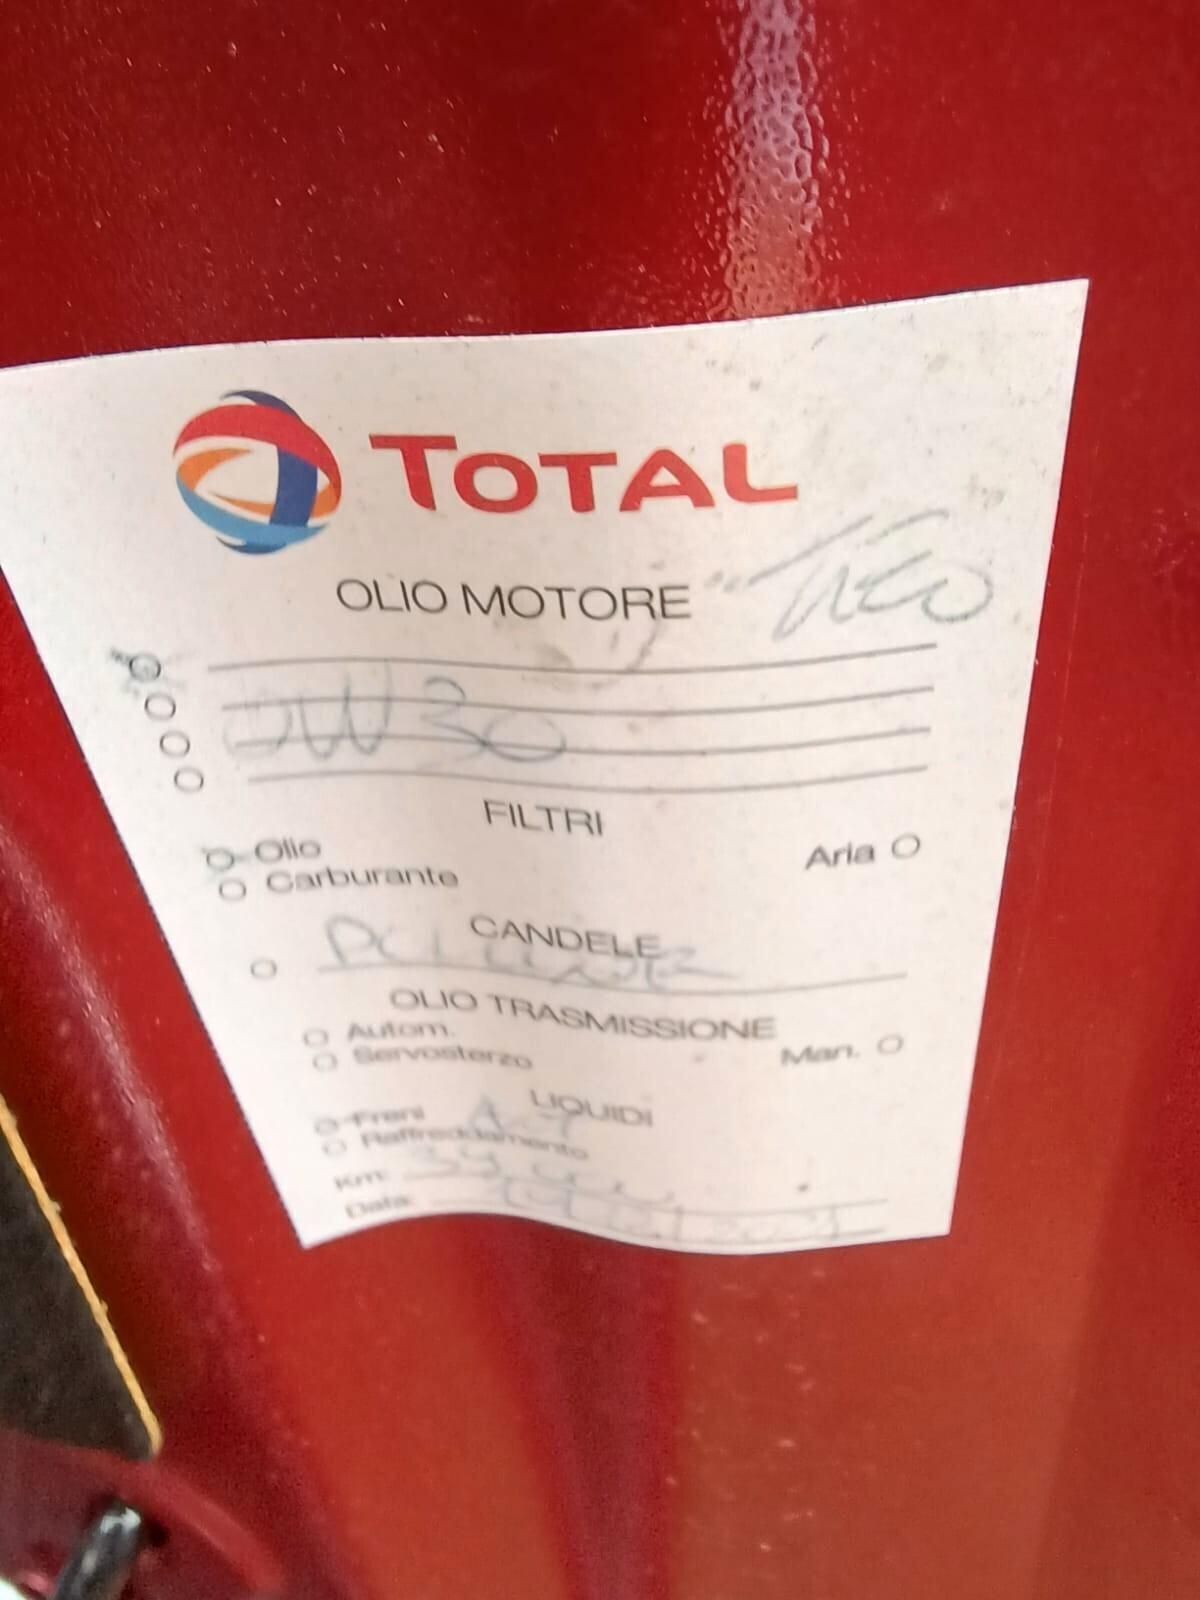 TOTAL
TEO
OLIO MOTORE
0W30
FILTRI
Olio
Aria
Carburante
CANDELE
OLIO TRASMISSIONE
Autom.
Man.
Servosterzo
LIQUIDI
Freni
Raffreddamento
Km:
Data: